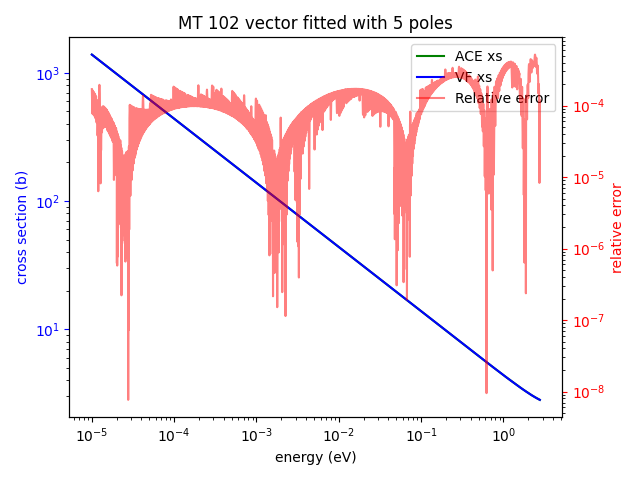 MT 102 vector fitted with 5 poles
ACE xs
VF xs
Relative error
cross section (b)
10³
10²
10¹
relative error
10⁻⁴
10⁻⁵
10⁻⁶
10⁻⁷
10⁻⁸
10⁻⁵ 10⁻⁴ 10⁻³ 10⁻² 10⁻¹ 10⁰
energy (eV)